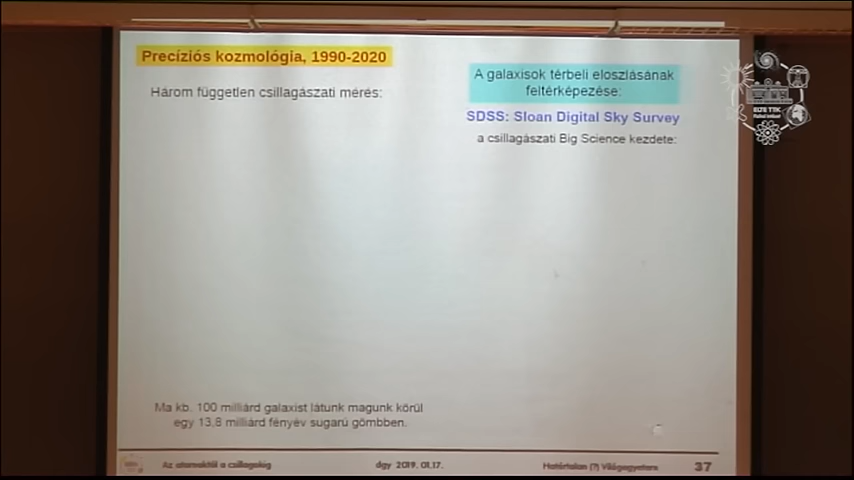 Precíziós kozmológia, 1990-2020
Három független csillagászati mérés:
A galaxisok térbeli eloszlásának
feltérképezése:
SDSS: Sloan Digital Sky Survey
a csillagászati Big Science kezdete:
Ma kb. 100 milliárd galaxist látunk magunk körül
egy 13,8 milliárd fényév sugarú gömbben.
Az atomoktól a csillagokig
dgy 2019. 01.17.
Határtalan (?) Világegyetem
37
ELTE TTK